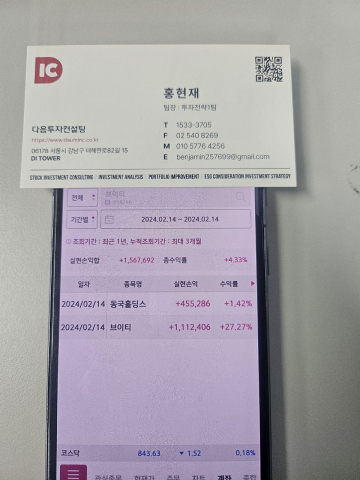 IC
홍현재
팀장 | 투자전략1팀
다음투자컨설팅
https://www.daumic.co.kr
06178 서울시 강남구 테헤란로82길 15
DI TOWER
T 1533-3705
F 02 540 8269
M 010 5776 4256
E benjamin257699@gmail.com
STOCK INVESTMENT CONSULTING INVESTMENT ANALYSIS PORTFOLIO IMPROVEMENT ESG CONSIDERATION INVESTMENT STRATEGY
전체 브이티
기간별 2024.02.14 ~ 2024.02.14
조회기간 : 최근 1년, 누적조회기간 : 최대 3개월
실현손익합 +1,567,692 총수익률 +4.33%
일자 종목명 실현손익 수익률
2024/02/14 동국홀딩스 +455,286 +1.42%
2024/02/14 브이티 +1,112,406 +27.27%
코스닥 843.63 ▼ 1.52 0.18%
관심종목 현재가 주문 차트 계좌 종합